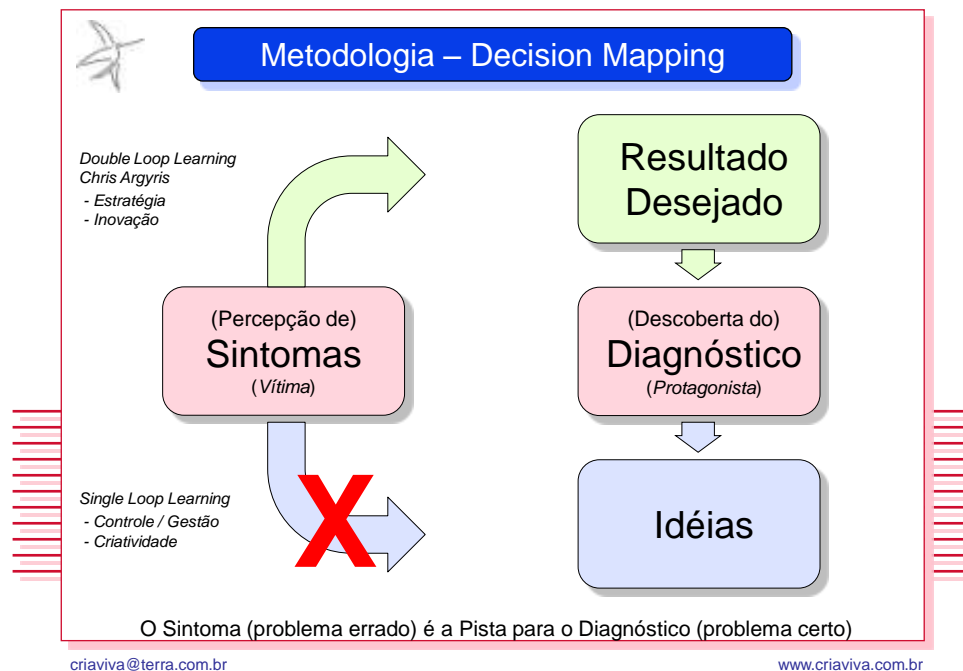 Metodologia – Decision Mapping
Double Loop Learning
Chris Argyris
- Estratégia
- Inovação
Resultado
Desejado
(Percepção de)
Sintomas
(Vítima)
(Descoberta do)
Diagnóstico
(Protagonista)
Single Loop Learning
- Controle / Gestão
- Criatividade
X
Idéias
O Sintoma (problema errado) é a Pista para o Diagnóstico (problema certo)
criaviva@terra.com.br
www.criaviva.com.br